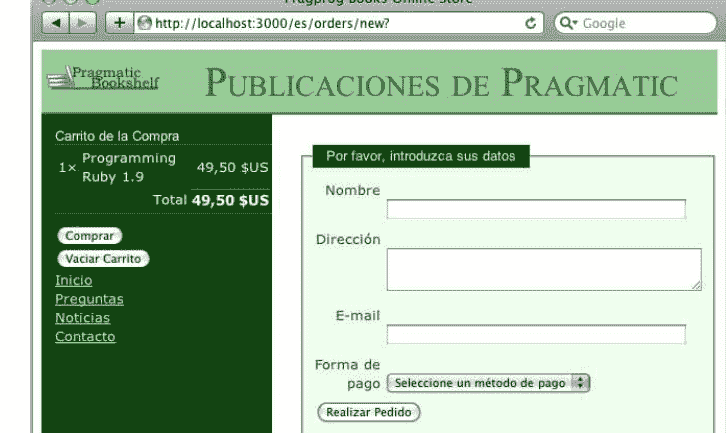 Pragprog Books Online Store
http://localhost:3000/es/orders/new?
Google
Pragmatic
Bookshelf
PUBLICACIONES DE PRAGMATIC
Carrito de la Compra
1× Programming Ruby 1.9 49,50 $US
Total 49,50 $US
Comprar
Vaciar Carrito
Inicio
Preguntas
Noticias
Contacto
Por favor, introduzca sus datos
Nombre
Dirección
E-mail
Forma de
pago Seleccione un método de pago
Realizar Pedido